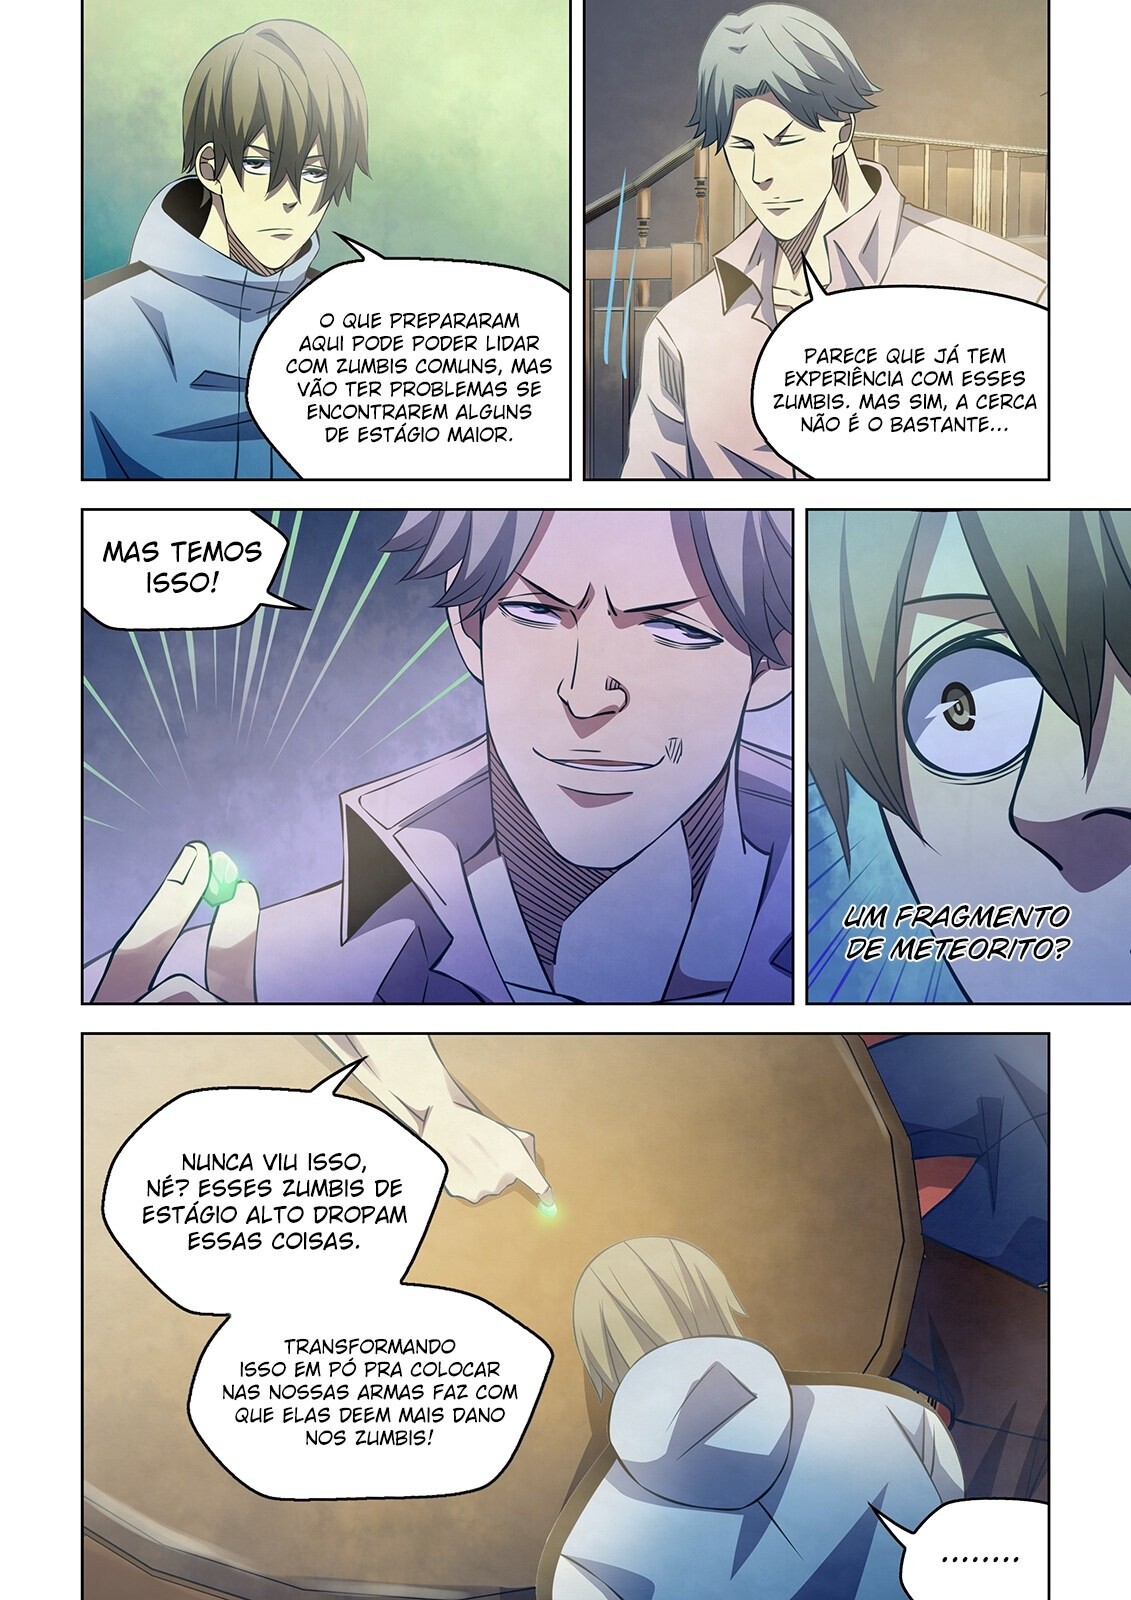 O QUE PREPARARAM
AQUI PODE PODER LIDAR
COM ZUMBIS COMUNS, MAS
VÃO TER PROBLEMAS SE
ENCONTRAREM ALGUNS
DE ESTÁGIO MAIOR.
PARECE QUE JÁ TEM
EXPERIÊNCIA COM ESSES
ZUMBIS. MAS SIM, A CERCA
NÃO É O BASTANTE...
MAS TEMOS
ISSO!
UM FRAGMENTO
DE METEORITO?
NUNCA VIU ISSO,
NÉ? ESSES ZUMBIS DE
ESTÁGIO ALTO DROPAM
ESSAS COISAS.
TRANSFORMANDO
ISSO EM PÓ PRA COLOCAR
NAS NOSSAS ARMAS FAZ COM
QUE ELAS DEEM MAIS DANO
NOS ZUMBIS!
........